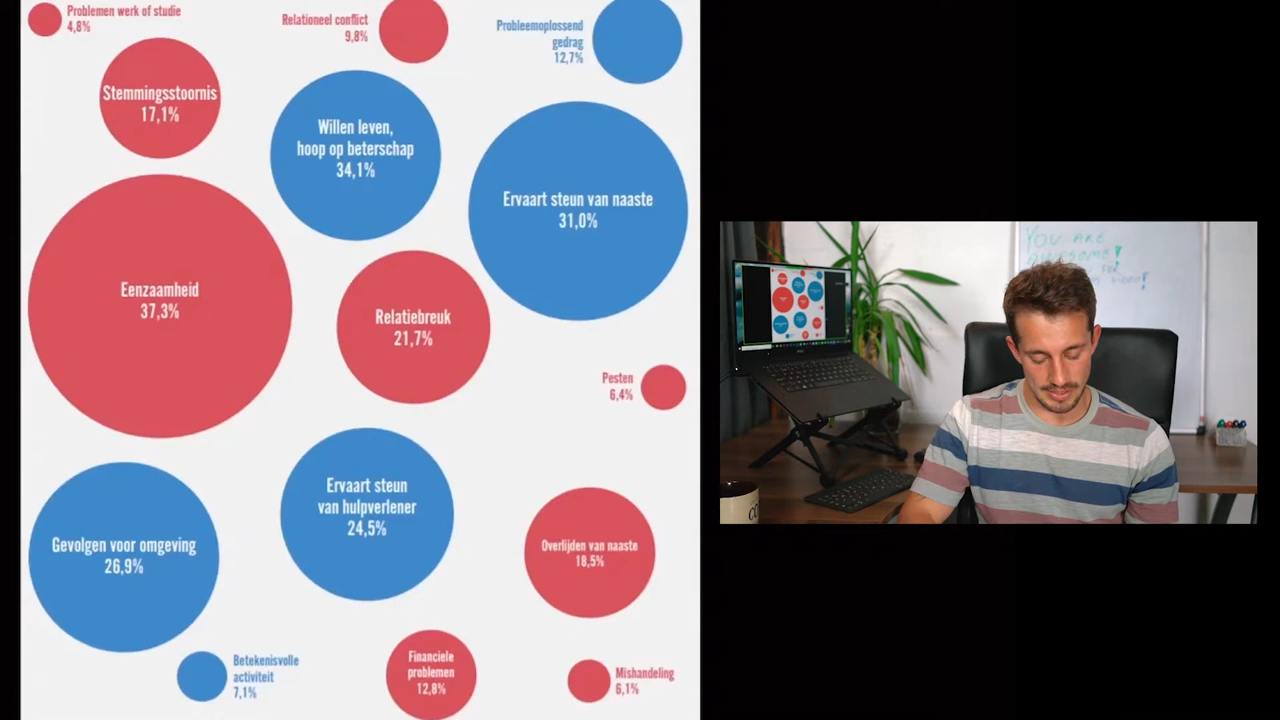 Problemen werk of studie
4,8%
Relationeel conflict
9,8%
Probleemoplossend
gedrag
12,7%
Stemmingsstoornis
17,1%
Willen leven,
hoop op beterschap
34,1%
Ervaart steun van naaste
31,0%
Eenzaamheid
37,3%
Relatiebreuk
21,7%
Pesten
6,4%
Ervaart steun
van hulpverlener
24,5%
Gevolgen voor omgeving
26,9%
Overlijden van naaste
18,5%
Betekenisvolle
activiteit
7,1%
Financiele
problemen
12,8%
Mishandeling
6,1%
YOU ARE
AWESOME!